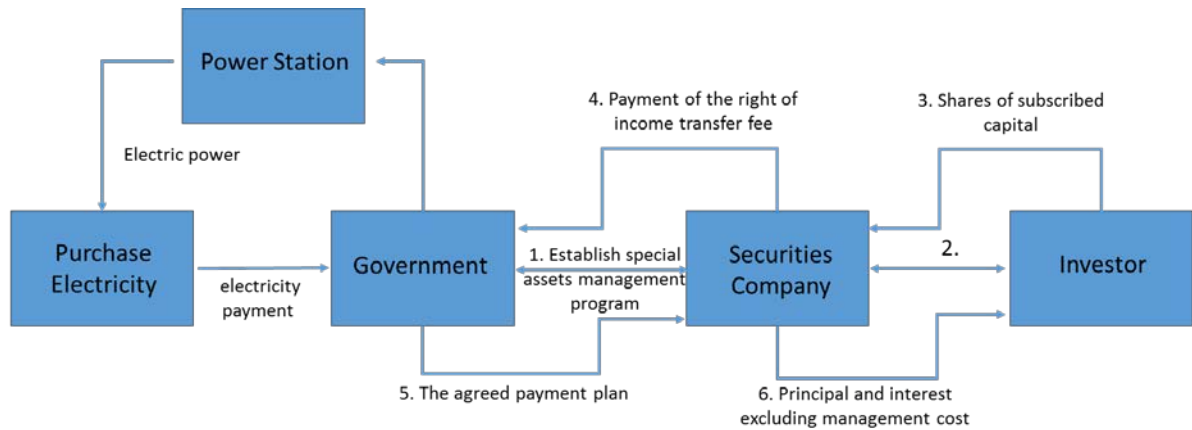 Power Station
4. Payment of the right of
income transfer fee
3. Shares of subscribed
capital
Electric power
Purchase
Electricity
electricity
payment
Government
1. Establish special
assets management
program
Securities
Company
2.
Investor
5. The agreed payment plan
6. Principal and interest
excluding management cost